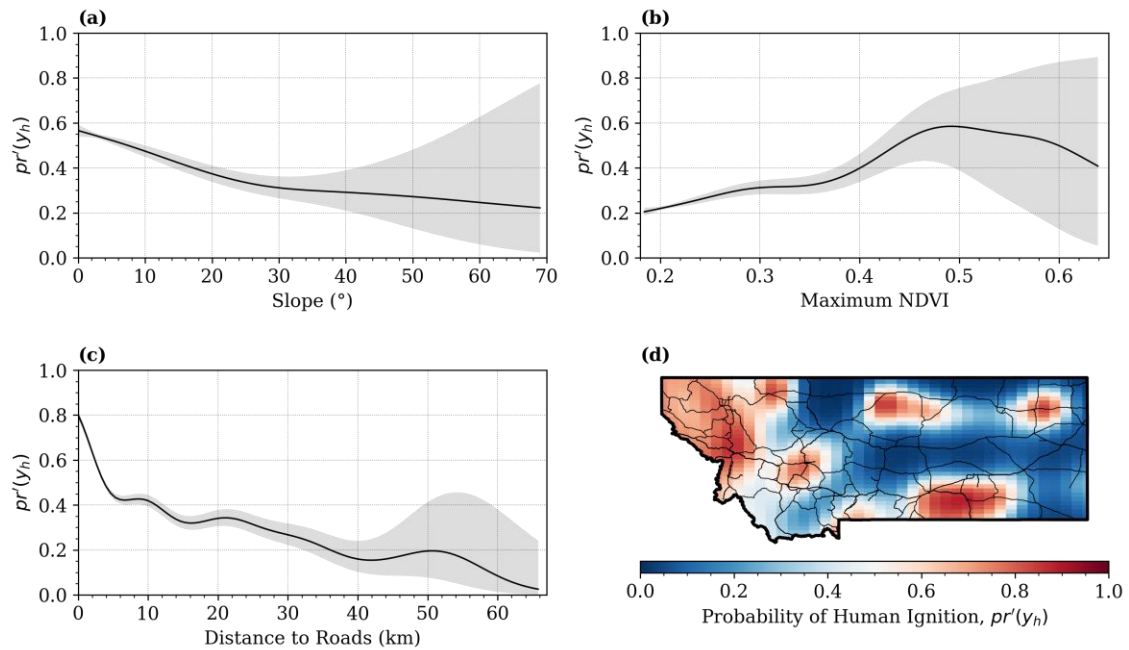 (a)
1.0
0.8
0.6
0.4
0.2
0.0
pr′(y_h)
0 10 20 30 40 50 60 70
Slope (°)
(b)
1.0
0.8
0.6
0.4
0.2
0.0
pr′(y_h)
0.2 0.3 0.4 0.5 0.6
Maximum NDVI
(c)
1.0
0.8
0.6
0.4
0.2
0.0
pr′(y_h)
0 10 20 30 40 50 60
Distance to Roads (km)
(d)
0.0 0.2 0.4 0.6 0.8 1.0
Probability of Human Ignition, pr′(y_h)